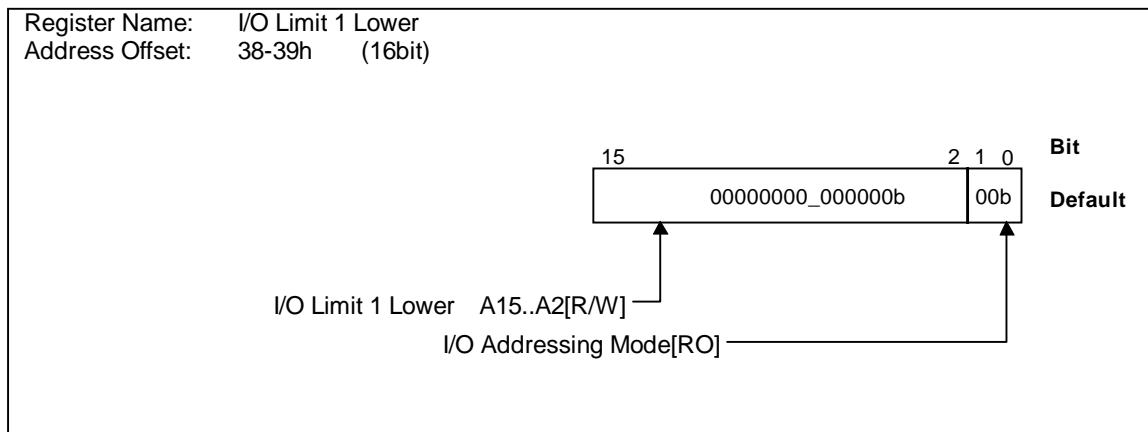 Register Name: I/O Limit 1 Lower
Address Offset: 38-39h (16bit)
15 2 1 0 Bit
00000000_000000b 00b Default
I/O Limit 1 Lower A15..A2[R/W]
I/O Addressing Mode[RO]